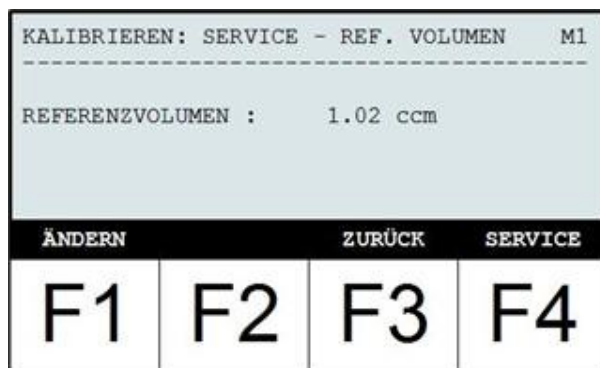 KALIBRIEREN: SERVICE - REF. VOLUMEN M1
REFERENZVOLUMEN : 1.02 ccm
ÄNDERN ZURÜCK SERVICE
F1 F2 F3 F4